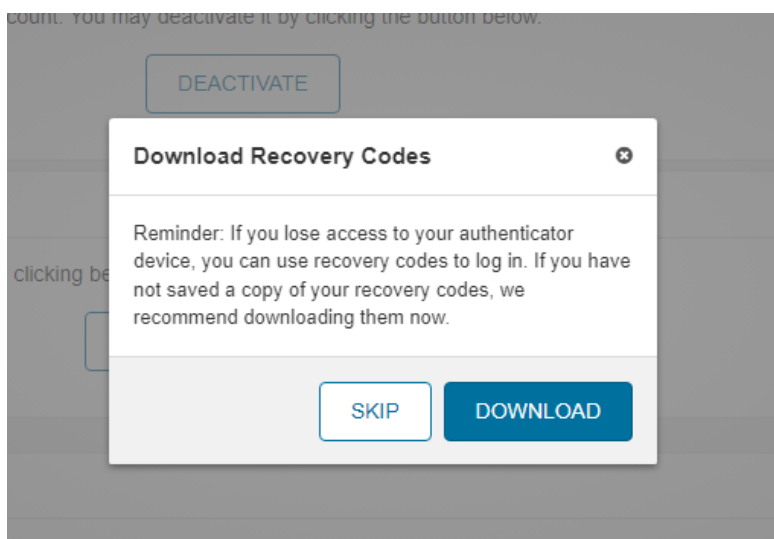 count. You may deactivate it by clicking the button below.
DEACTIVATE
Download Recovery Codes
Reminder: If you lose access to your authenticator
device, you can use recovery codes to log in. If you have
clicking be
not saved a copy of your recovery codes, we
recommend downloading them now.
SKIP
DOWNLOAD